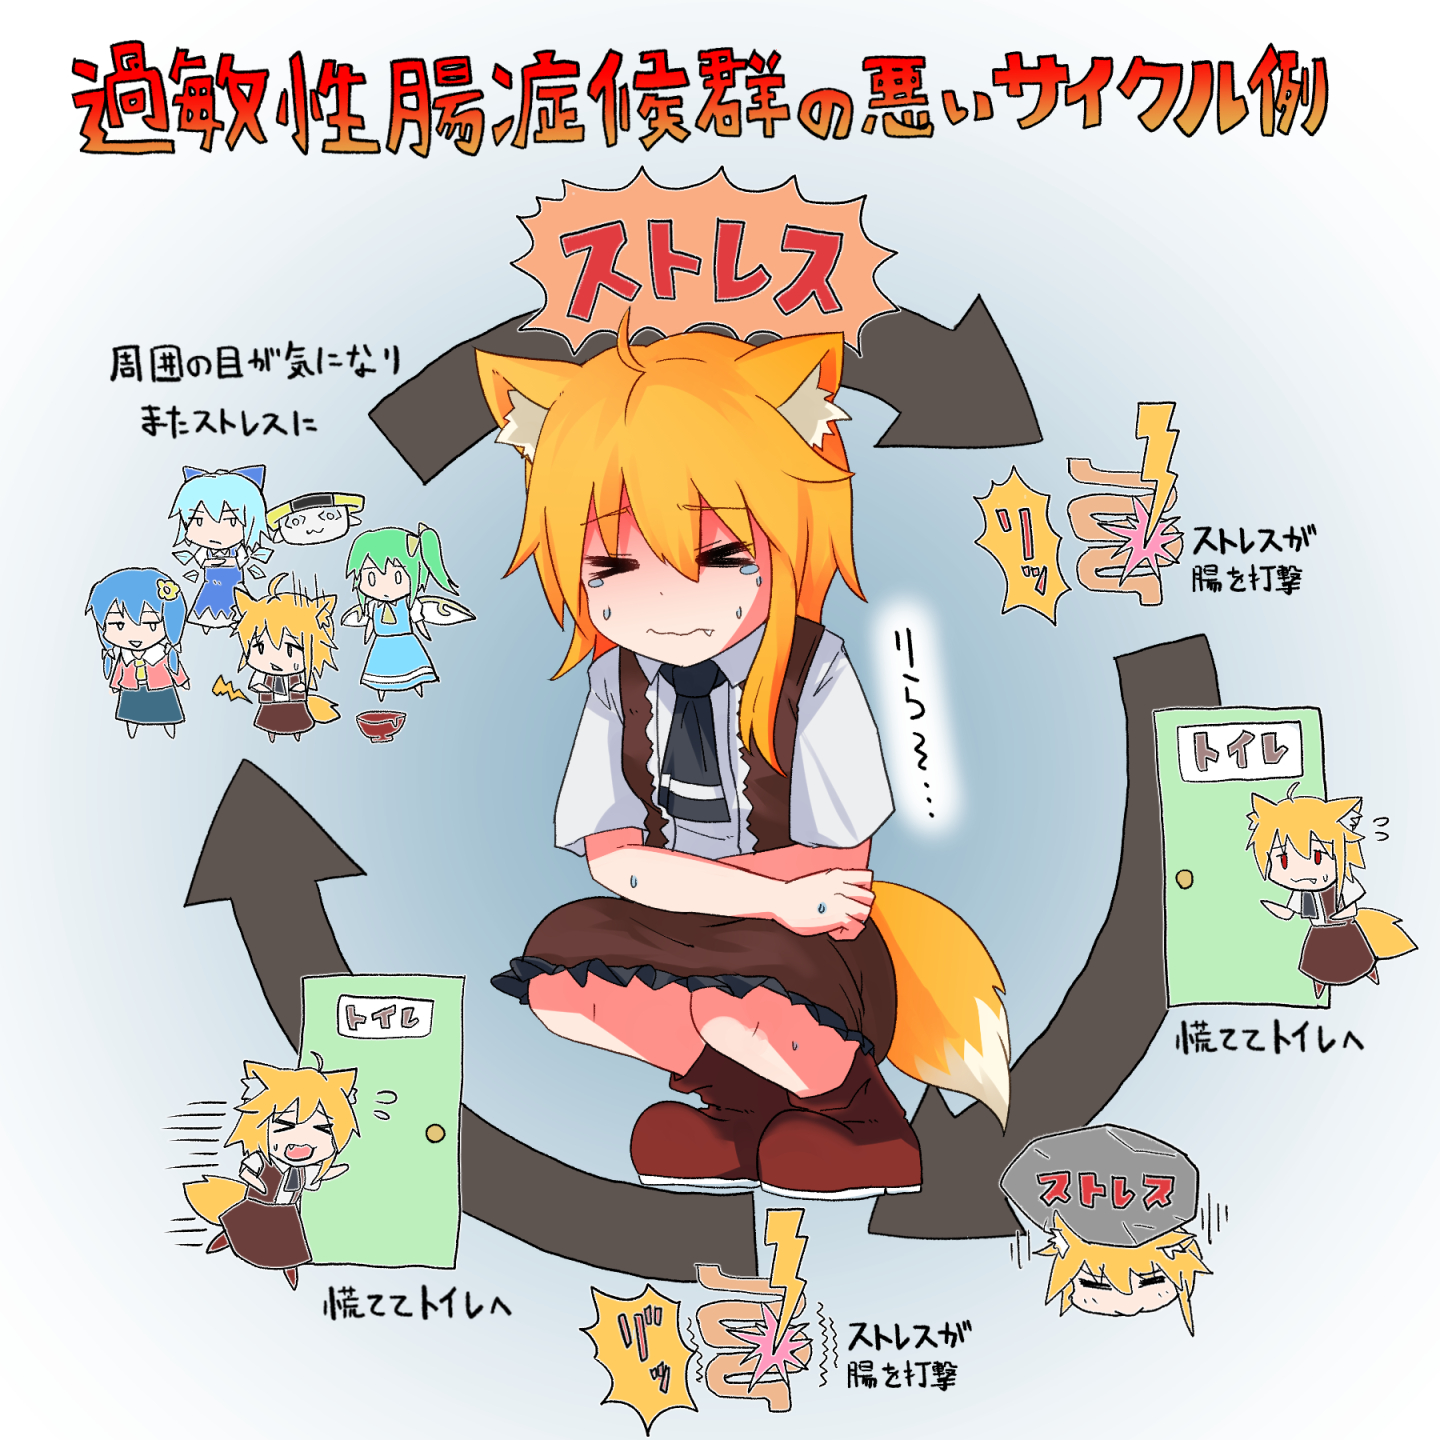 過敏性腸症候群の悪いサイクル例
ストレス
ストレスが
腸を打撃
トイレ
慌ててトイレへ
ストレス
ストレスが
腸を打撃
トイレ
慌ててトイレへ
周囲の目が気になり
またストレスに